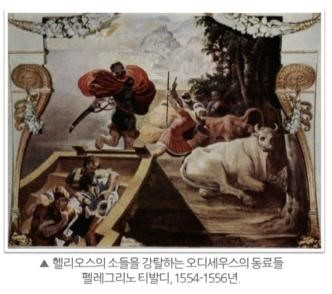 ▲ 헬리오스의 소들을 강탈하는 오디세우스의 동료들
펠레그리노 티발디, 1554-1556년.